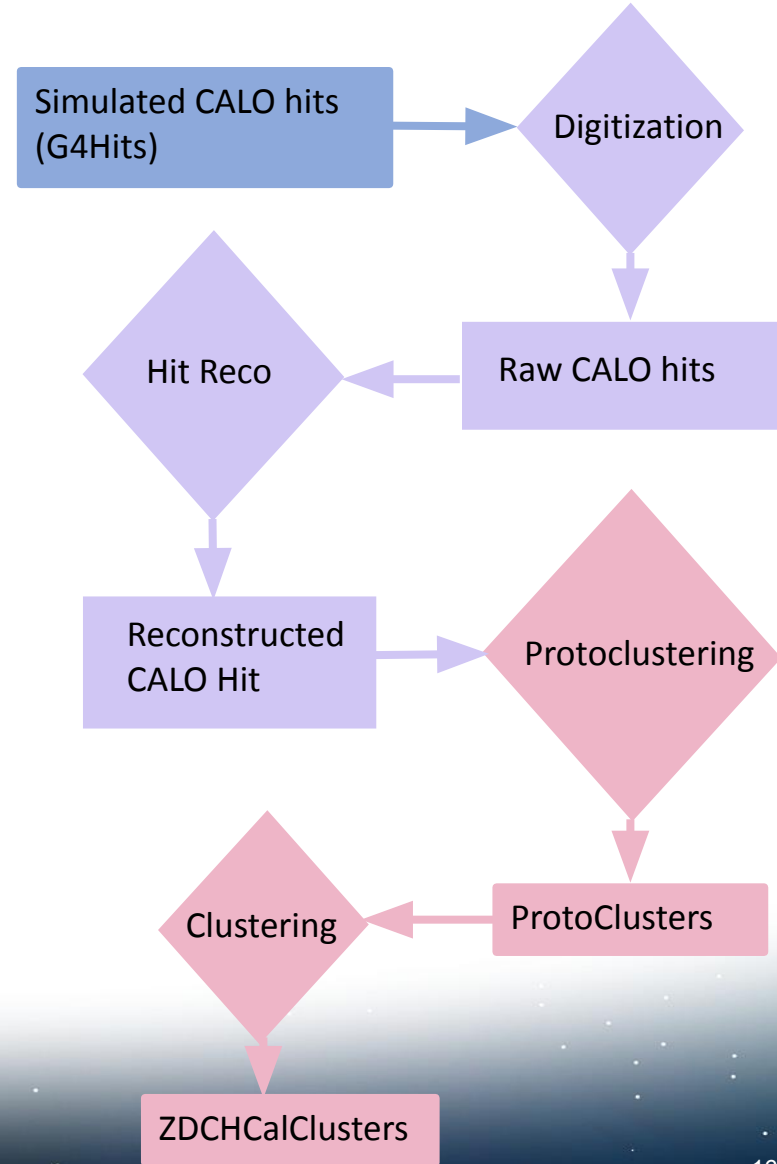 Simulated CALO hits
(G4Hits)
Digitization
Raw CALO hits
Hit Reco
Reconstructed
CALO Hit
Protoclustering
ProtoClusters
Clustering
ZDCHCalClusters